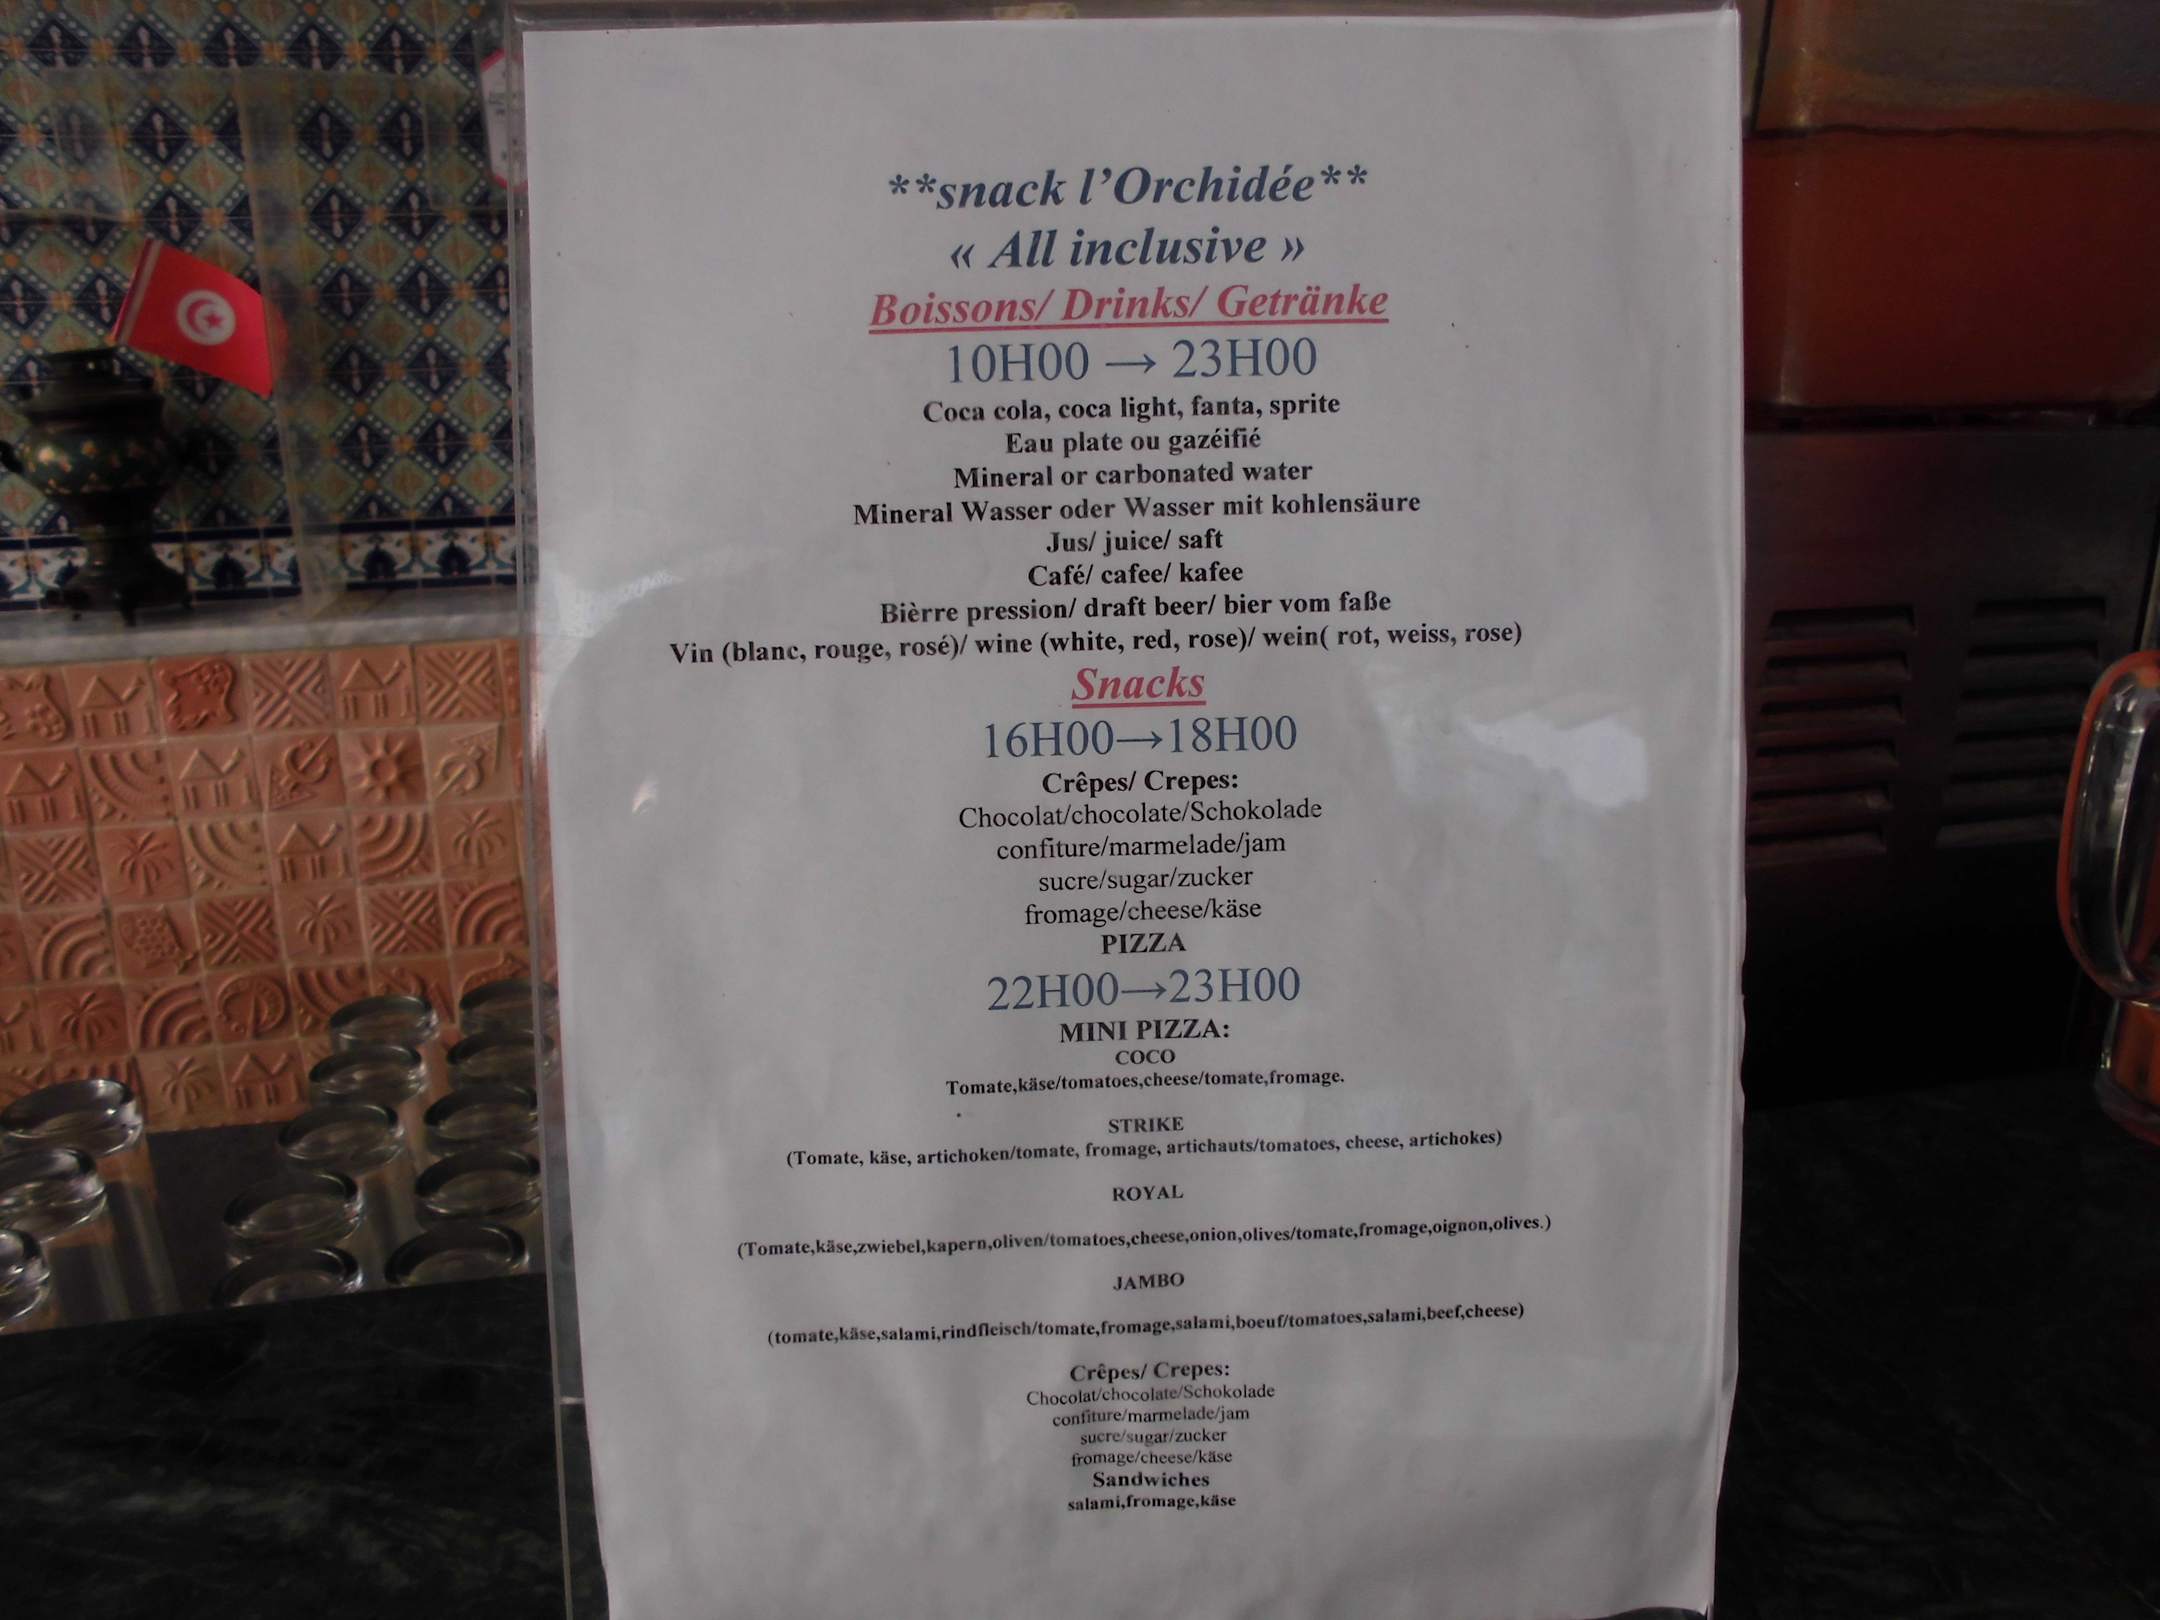 **snack l'Orchidée**
« All inclusive »
Boissons/ Drinks/ Getränke
10H00 → 23H00
Coca cola, coca light, fanta, sprite
Eau plate ou gazéifié
Mineral or carbonated water
Mineral Wasser oder Wasser mit kohlensäure
Jus/ juice/ saft
Café/ cafee/ kafee
Bièrre pression/ draft beer/ bier vom faße
Vin (blanc, rouge, rosé)/ wine (white, red, rose)/ wein( rot, weiss, rose)
Snacks
16H00→18H00
Crêpes/ Crepes:
Chocolat/chocolate/Schokolade
confiture/marmelade/jam
sucre/sugar/zucker
fromage/cheese/käse
PIZZA
22H00→23H00
MINI PIZZA:
COCO
Tomate,käse/tomatoes,cheese/tomate,fromage.
STRIKE
(Tomate, käse, artichoken/tomate, fromage, artichauts/tomatoes, cheese, artichokes)
ROYAL
(Tomate,käse,zwiebel,kapern,oliven/tomatoes,cheese,onion,olives/tomate,fromage,oignon,olives.)
JAMBO
(tomate,käse,salami,rindfleisch/tomate,fromage,salami,boeuf/tomatoes,salami,beef,cheese)
Crêpes/ Crepes:
Chocolat/chocolate/Schokolade
confiture/marmelade/jam
sucre/sugar/zucker
fromage/cheese/käse
Sandwiches
salami,fromage,käse